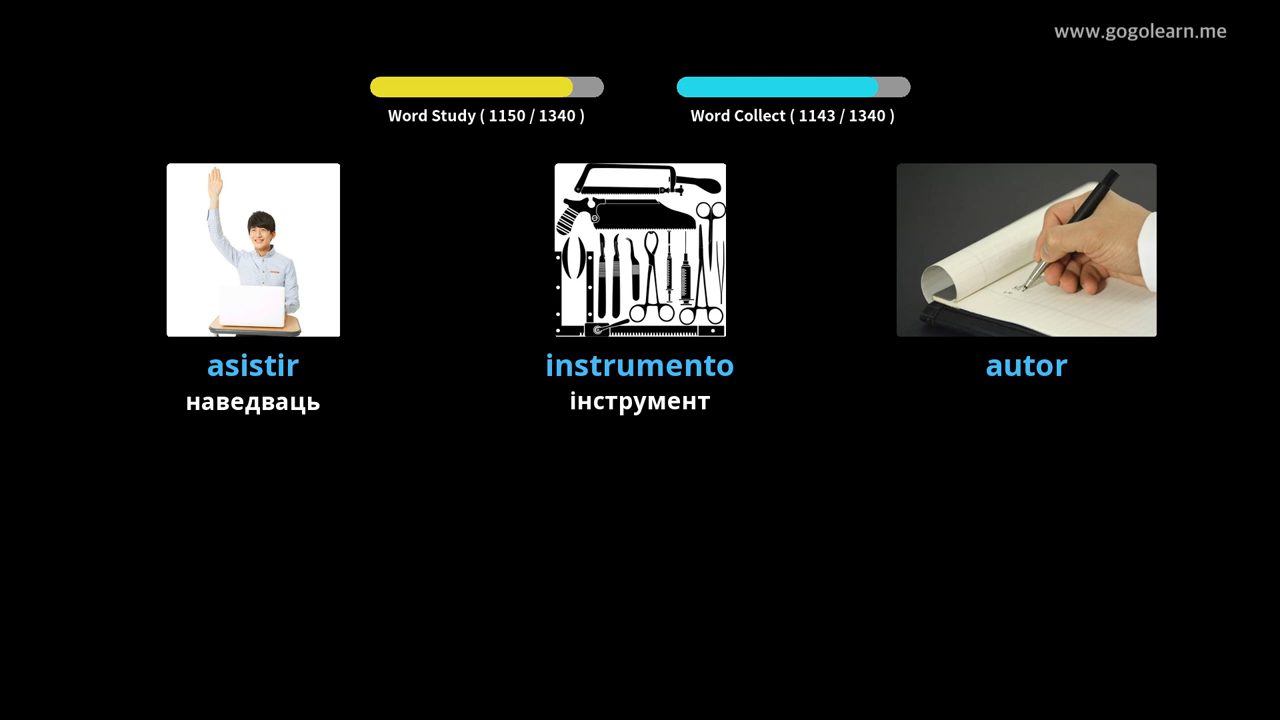 www.gogolearn.me
Word Study ( 1150 / 1340 )
Word Collect ( 1143 / 1340 )
asistir
instrumento
autor
наведваць
інструмент